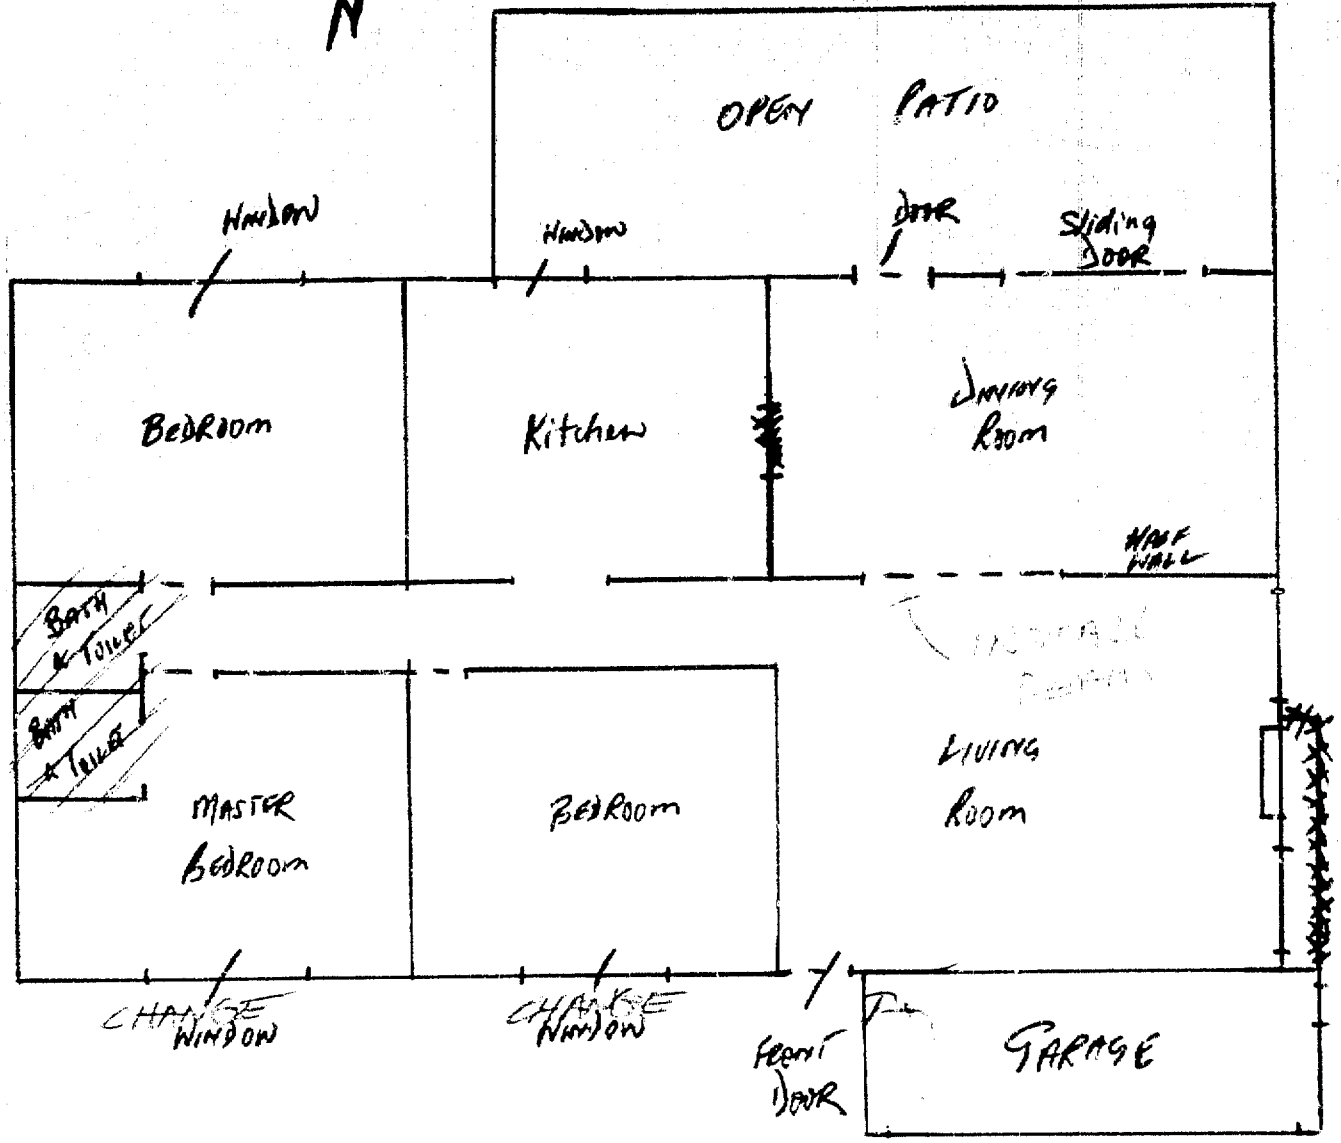 N
OPEN PATIO
WINDOW
WINDOW
DOOR
Sliding
DOOR
BEDROOM
Kitchen
DINING
ROOM
HALF
WALL
BATH
& TOILET
BATH
& TOILET
LIVING
ROOM
MASTER
BEDROOM
BEDROOM
CHANGE
WINDOW
CHANGE
WINDOW
FRONT
DOOR
GARAGE